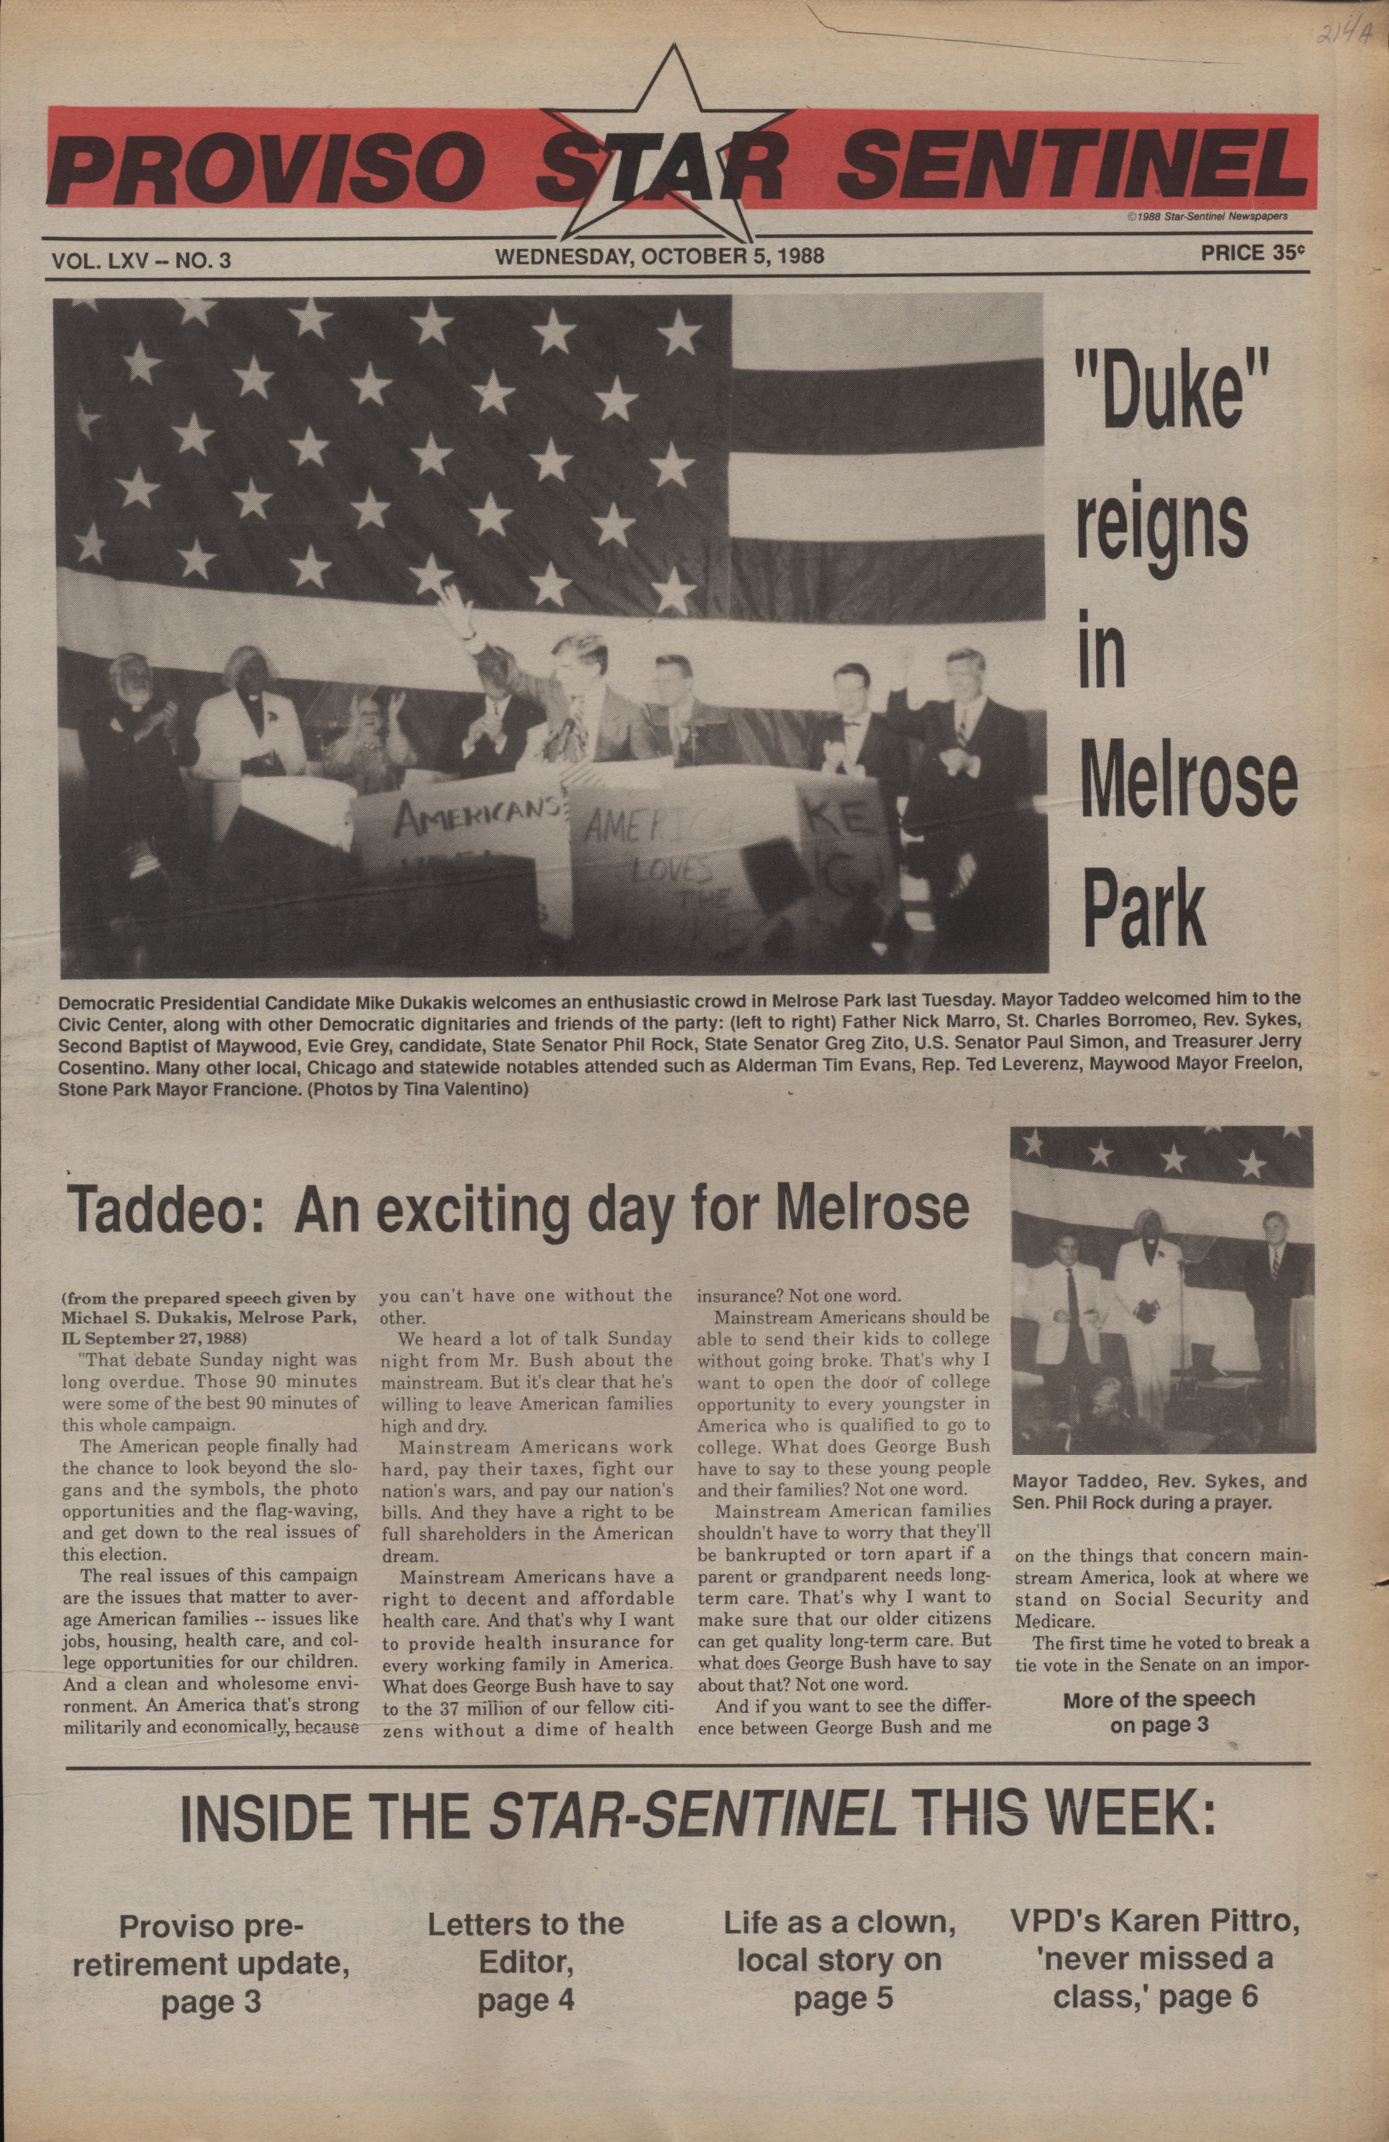 214A
PROVISO STAR SENTINEL
©1988 Star-Sentinel Newspapers
VOL. LXV -- NO. 3
WEDNESDAY, OCTOBER 5, 1988
PRICE 35¢
"Duke"
reigns
in
Melrose
Park
AMERICANS
AMERICA
LOVES
THE
KE
Democratic Presidential Candidate Mike Dukakis welcomes an enthusiastic crowd in Melrose Park last Tuesday. Mayor Taddeo welcomed him to the
Civic Center, along with other Democratic dignitaries and friends of the party: (left to right) Father Nick Marro, St. Charles Borromeo, Rev. Sykes,
Second Baptist of Maywood, Evie Grey, candidate, State Senator Phil Rock, State Senator Greg Zito, U.S. Senator Paul Simon, and Treasurer Jerry
Cosentino. Many other local, Chicago and statewide notables attended such as Alderman Tim Evans, Rep. Ted Leverenz, Maywood Mayor Freelon,
Stone Park Mayor Francione. (Photos by Tina Valentino)
Taddeo: An exciting day for Melrose
(from the prepared speech given by
Michael S. Dukakis, Melrose Park,
IL September 27, 1988)
"That debate Sunday night was
long overdue. Those 90 minutes
were some of the best 90 minutes of
this whole campaign.
The American people finally had
the chance to look beyond the slo-
gans and the symbols, the photo
opportunities and the flag-waving,
and get down to the real issues of
this election.
The real issues of this campaign
are the issues that matter to aver-
age American families -- issues like
jobs, housing, health care, and col-
lege opportunities for our children.
And a clean and wholesome envi-
ronment. An America that's strong
militarily and economically, because
you can't have one without the
other.
We heard a lot of talk Sunday
night from Mr. Bush about the
mainstream. But it's clear that he's
willing to leave American families
high and dry.
Mainstream Americans work
hard, pay their taxes, fight our
nation's wars, and pay our nation's
bills. And they have a right to be
full shareholders in the American
dream.
Mainstream Americans have a
right to decent and affordable
health care. And that's why I want
to provide health insurance for
every working family in America.
What does George Bush have to say
to the 37 million of our fellow citi-
zens without a dime of health
insurance? Not one word.
Mainstream Americans should be
able to send their kids to college
without going broke. That's why I
want to open the door of college
opportunity to every youngster in
America who is qualified to go to
college. What does George Bush
have to say to these young people
and their families? Not one word.
Mainstream American families
shouldn't have to worry that they'll
be bankrupted or torn apart if a
parent or grandparent needs long-
term care. That's why I want to
make sure that our older citizens
can get quality long-term care. But
what does George Bush have to say
about that? Not one word.
And if you want to see the differ-
ence between George Bush and me
Mayor Taddeo, Rev. Sykes, and
Sen. Phil Rock during a prayer.
on the things that concern main-
stream America, look at where we
stand on Social Security and
Medicare.
The first time he voted to break a
tie vote in the Senate on an impor-
More of the speech
on page 3
INSIDE THE STAR-SENTINEL THIS WEEK:
Proviso pre-
retirement update,
page 3
Letters to the
Editor,
page 4
Life as a clown,
local story on
page 5
VPD's Karen Pittro,
'never missed a
class,' page 6